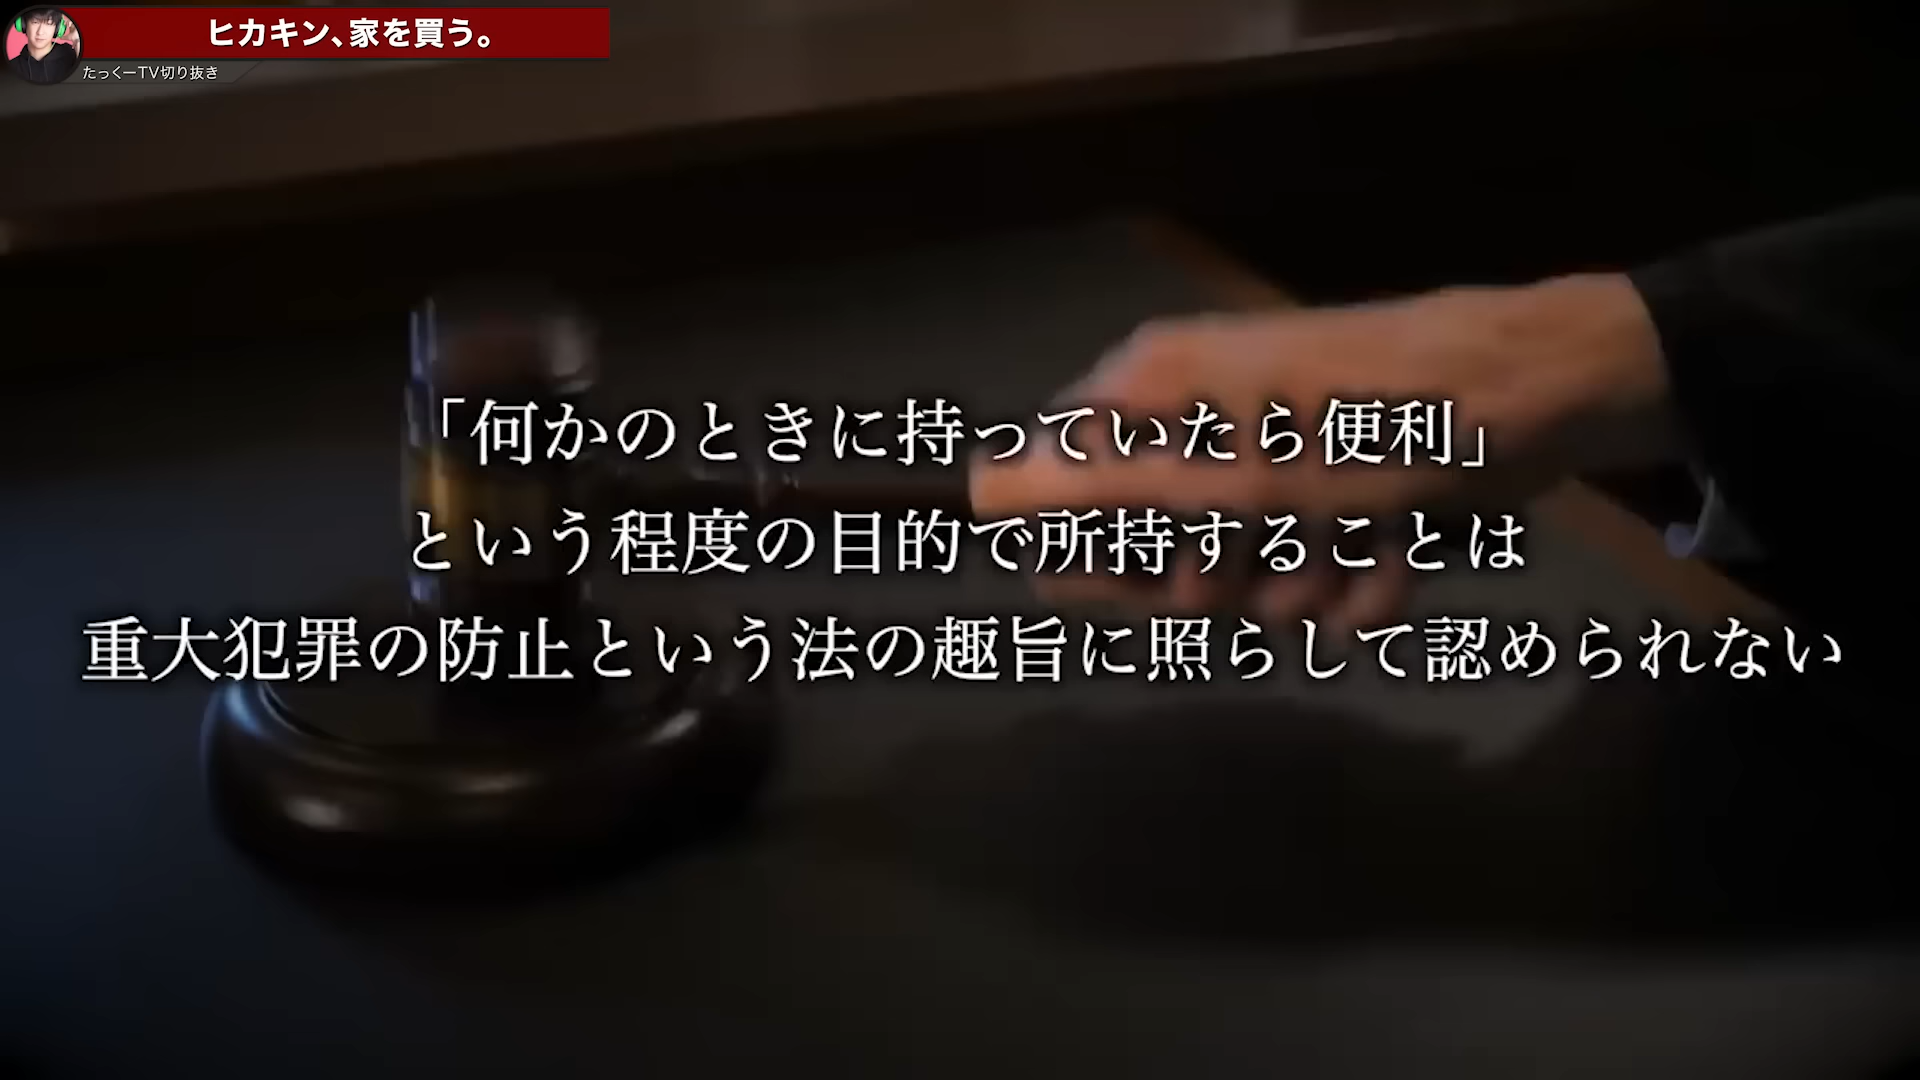 ヒカキン、家を買う。
たっくーTV切り抜き
「何かのときに持っていたら便利」
という程度の目的で所持することは
重大犯罪の防止という法の趣旨に照らして認められない